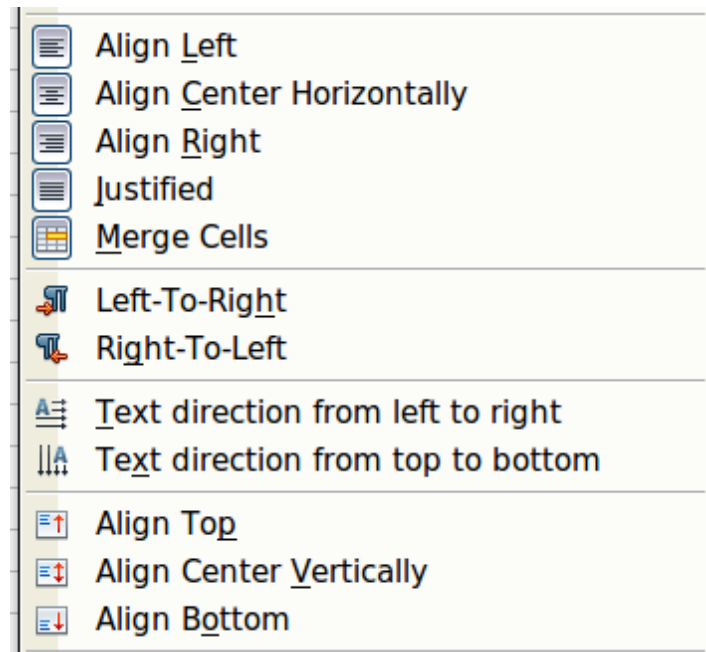 Align Left
Align Center Horizontally
Align Right
Justified
Merge Cells
Left-To-Right
Right-To-Left
Text direction from left to right
Text direction from top to bottom
Align Top
Align Center Vertically
Align Bottom